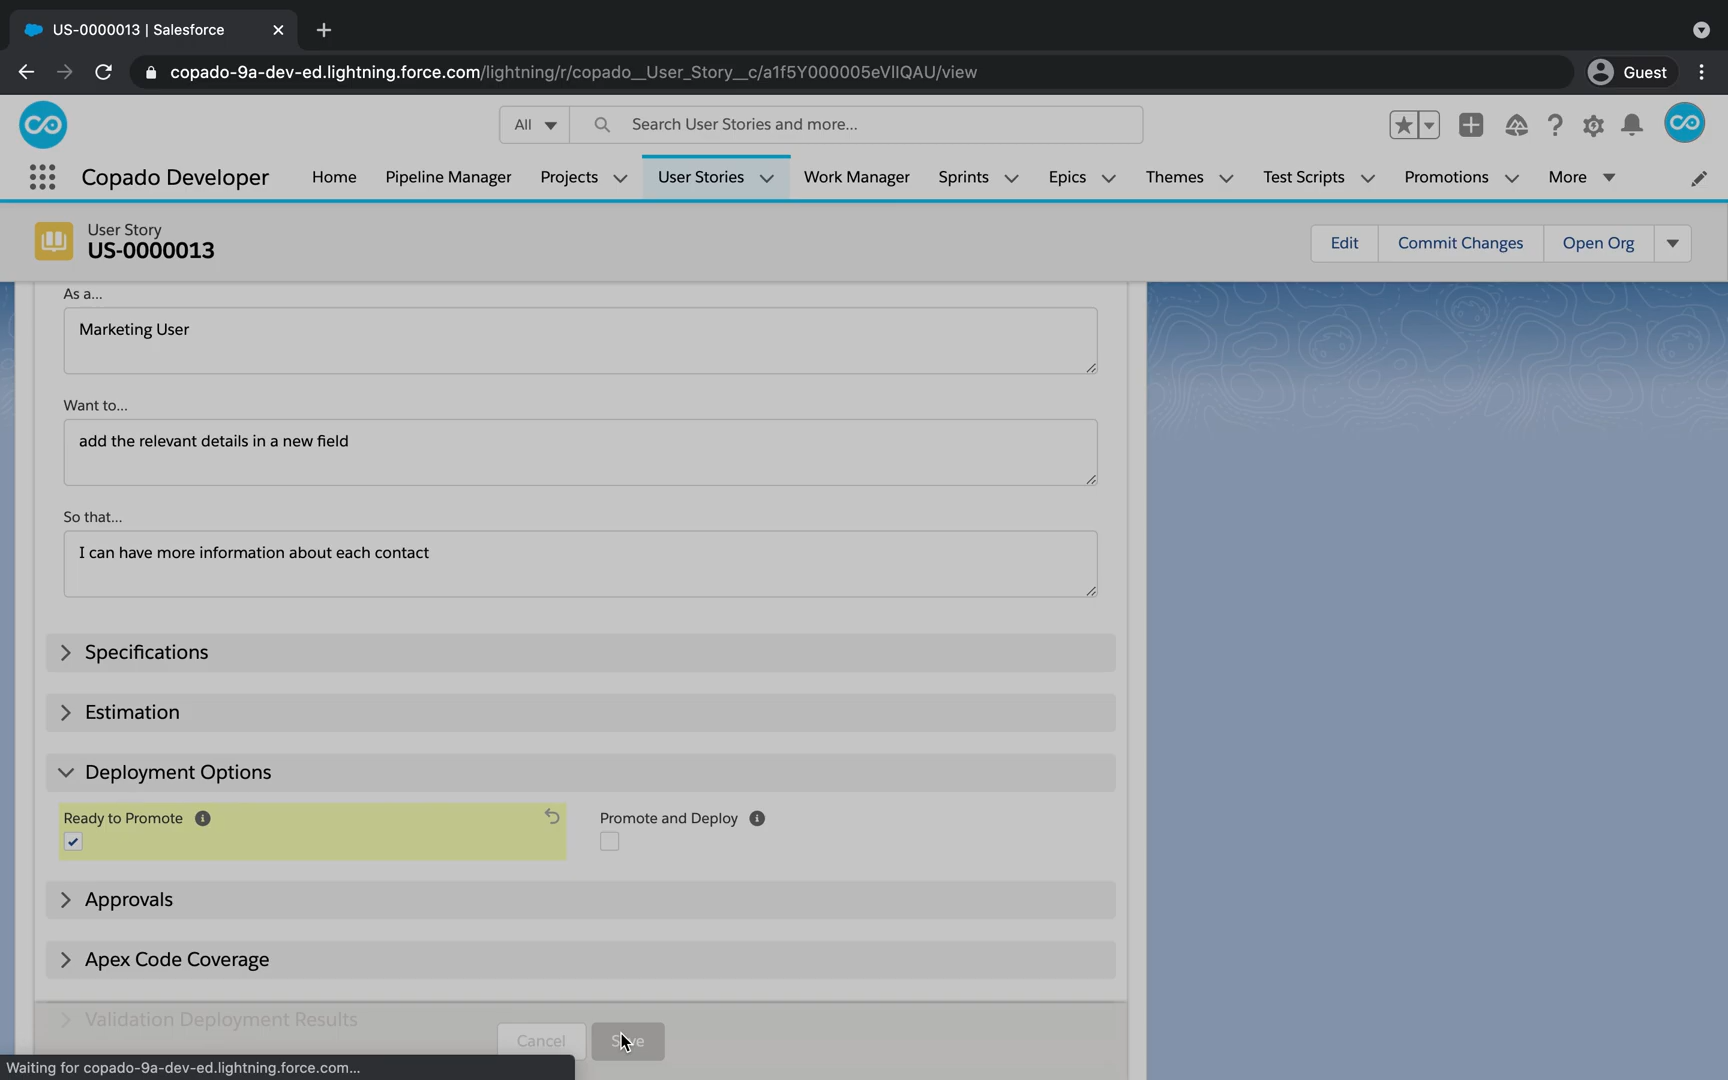 US-0000013 | Salesforce
copado-9a-dev-ed.lightning.force.com/lightning/r/copado__User_Story__c/a1f5Y000005eVIIQAU/view
Guest
All
Search User Stories and more...
Copado Developer
Home
Pipeline Manager
Projects
User Stories
Work Manager
Sprints
Epics
Themes
Test Scripts
Promotions
More
User Story
US-0000013
Edit
Commit Changes
Open Org
As a...
Marketing User
Want to...
add the relevant details in a new field
So that...
I can have more information about each contact
Specifications
Estimation
Deployment Options
Ready to Promote
Promote and Deploy
Approvals
Apex Code Coverage
Validation Deployment Results
Cancel
Save
Waiting for copado-9a-dev-ed.lightning.force.com...